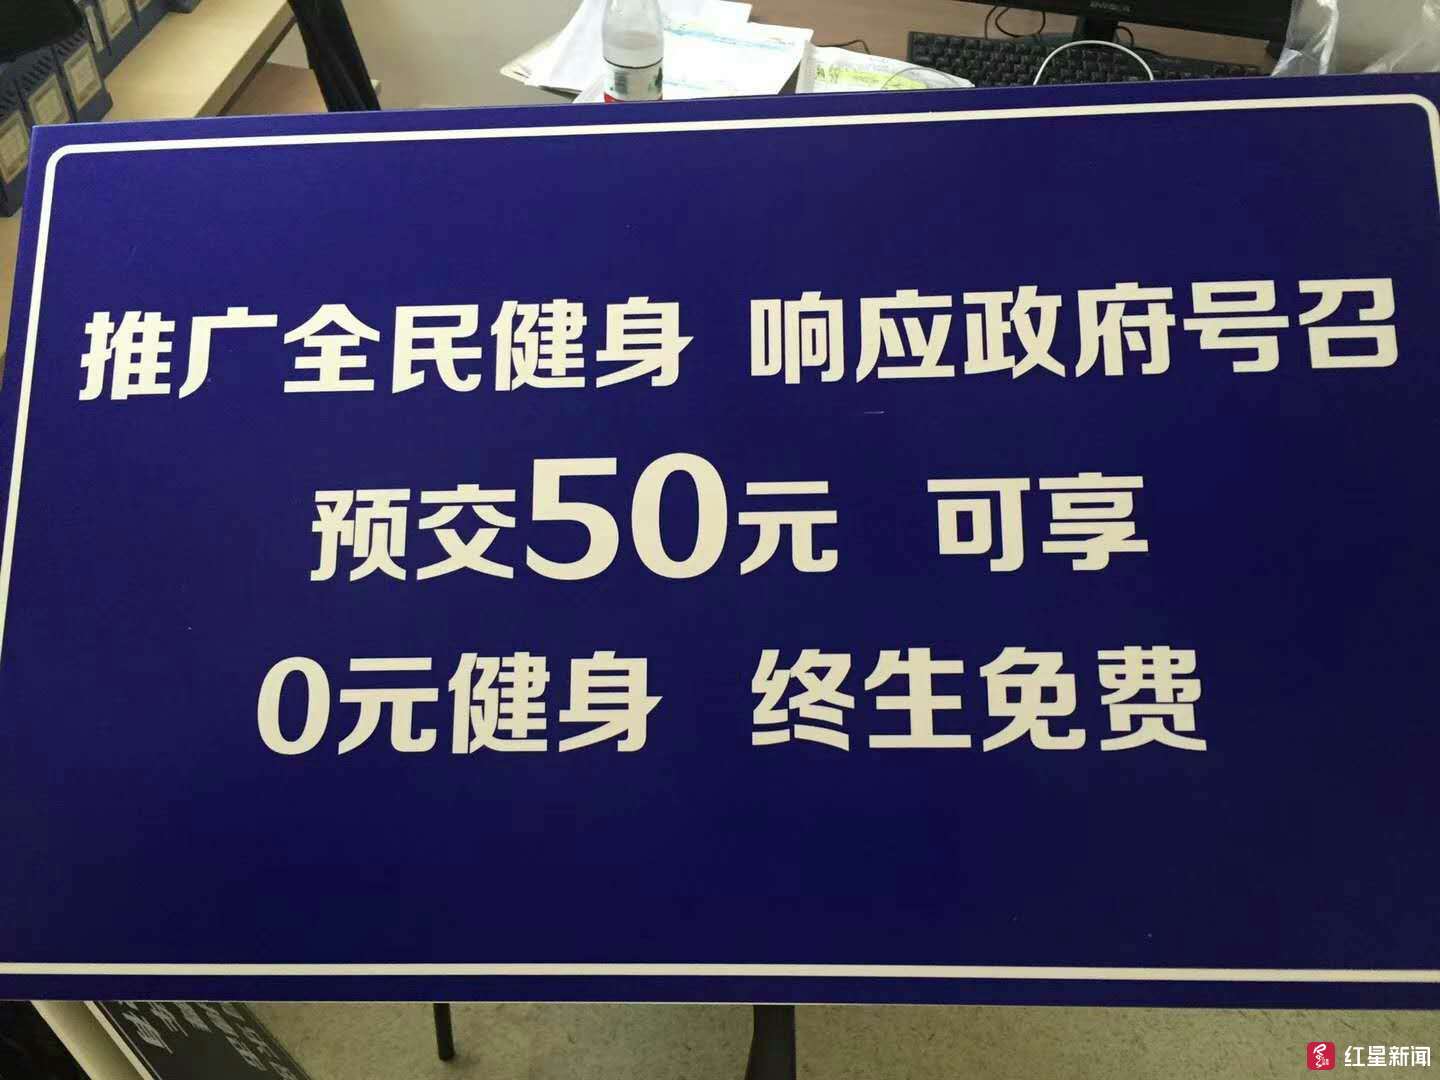 推广全民健身 响应政府号召
预交50元 可享
0元健身 终生免费
红星新闻